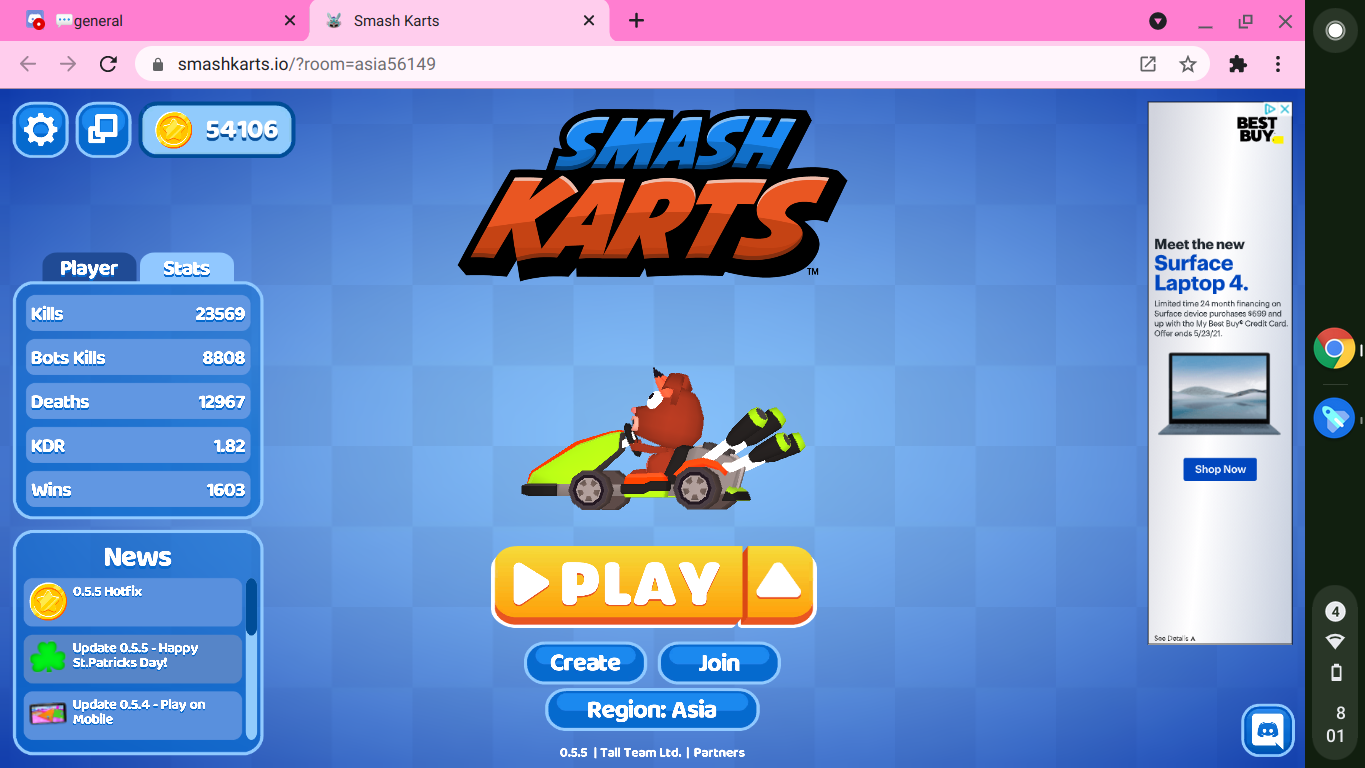 general
Smash Karts
smashkarts.io/?room=asia56149
54106
SMASH
KARTS
TM
Player
Stats
Kills 23569
Bots Kills 8808
Deaths 12967
KDR 1.82
Wins 1603
News
0.5.5 Hotfix
Update 0.5.5 - Happy
St.Patricks Day!
Update 0.5.4 - Play on
Mobile
PLAY
Create
Join
Region: Asia
0.5.5 | Tall Team Ltd. | Partners
BEST
BUY
Meet the new
Surface
Laptop 4.
Limited time 24 month financing on
Surface device purchases $599 and
up with the My Best Buy® Credit Card.
Offer ends 5/23/21.
Shop Now
See Details
4
8
01